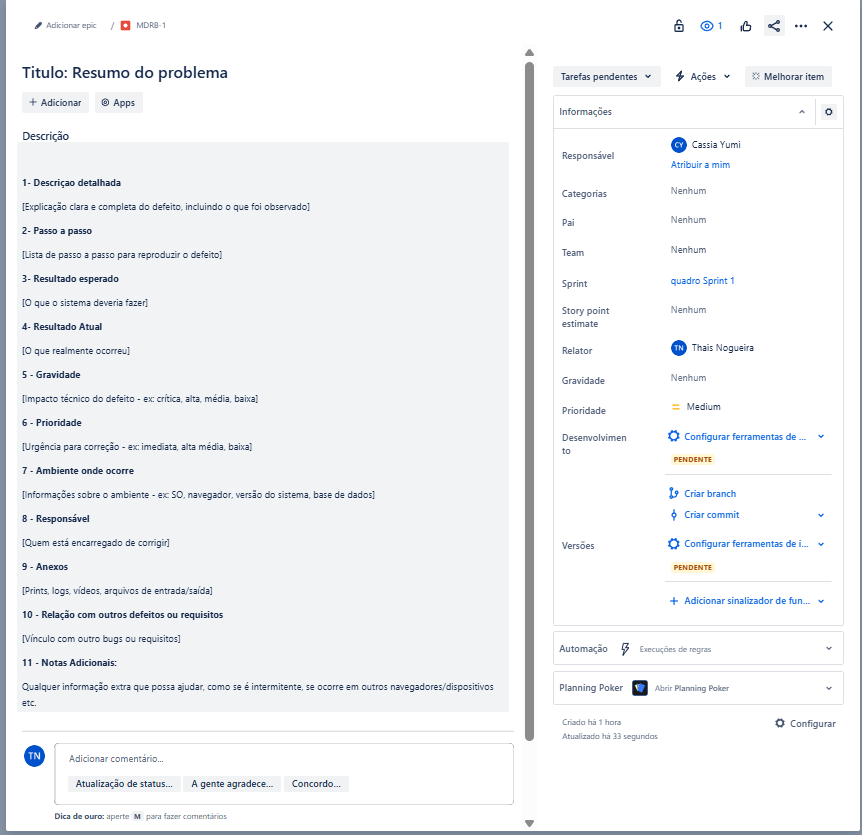 Adicionar epic / MDRB-1
1
Titulo: Resumo do problema
Adicionar
Apps
Descrição
1- Descriçao detalhada
[Explicação clara e completa do defeito, incluindo o que foi observado]
2- Passo a passo
[Lista de passo a passo para reproduzir o defeito]
3- Resultado esperado
[O que o sistema deveria fazer]
4- Resultado Atual
[O que realmente ocorreu]
5 - Gravidade
[Impacto técnico do defeito - ex: crítica, alta, média, baixa]
6 - Prioridade
[Urgência para correção - ex: imediata, alta média, baixa]
7 - Ambiente onde ocorre
[Informações sobre o ambiente - ex: SO, navegador, versão do sistema, base de dados]
8 - Responsável
[Quem está encarregado de corrigir]
9 - Anexos
[Prints, logs, vídeos, arquivos de entrada/saída]
10 - Relação com outros defeitos ou requisitos
[Vínculo com outro bugs ou requisitos]
11 - Notas Adicionais:
Qualquer informação extra que possa ajudar, como se é intermitente, se ocorre em outros navegadores/dispositivos
etc.
TN
Adicionar comentário...
Atualização de status...
A gente agradece...
Concordo...
Dica de ouro: aperte M para fazer comentários
Tarefas pendentes
Ações
Melhorar item
Informações
Responsável
CY Cassia Yumi
Atribuir a mim
Categorias
Nenhum
Pai
Nenhum
Team
Nenhum
Sprint
quadro Sprint 1
Story point
estimate
Nenhum
Relator
TN Thais Nogueira
Gravidade
Nenhum
Prioridade
Medium
Desenvolvimen
to
Configurar ferramentas de ...
PENDENTE
Criar branch
Criar commit
Versões
Configurar ferramentas de i...
PENDENTE
Adicionar sinalizador de fun...
Automação
Execuções de regras
Planning Poker
Abrir Planning Poker
Criado há 1 hora
Atualizado há 33 segundos
Configurar